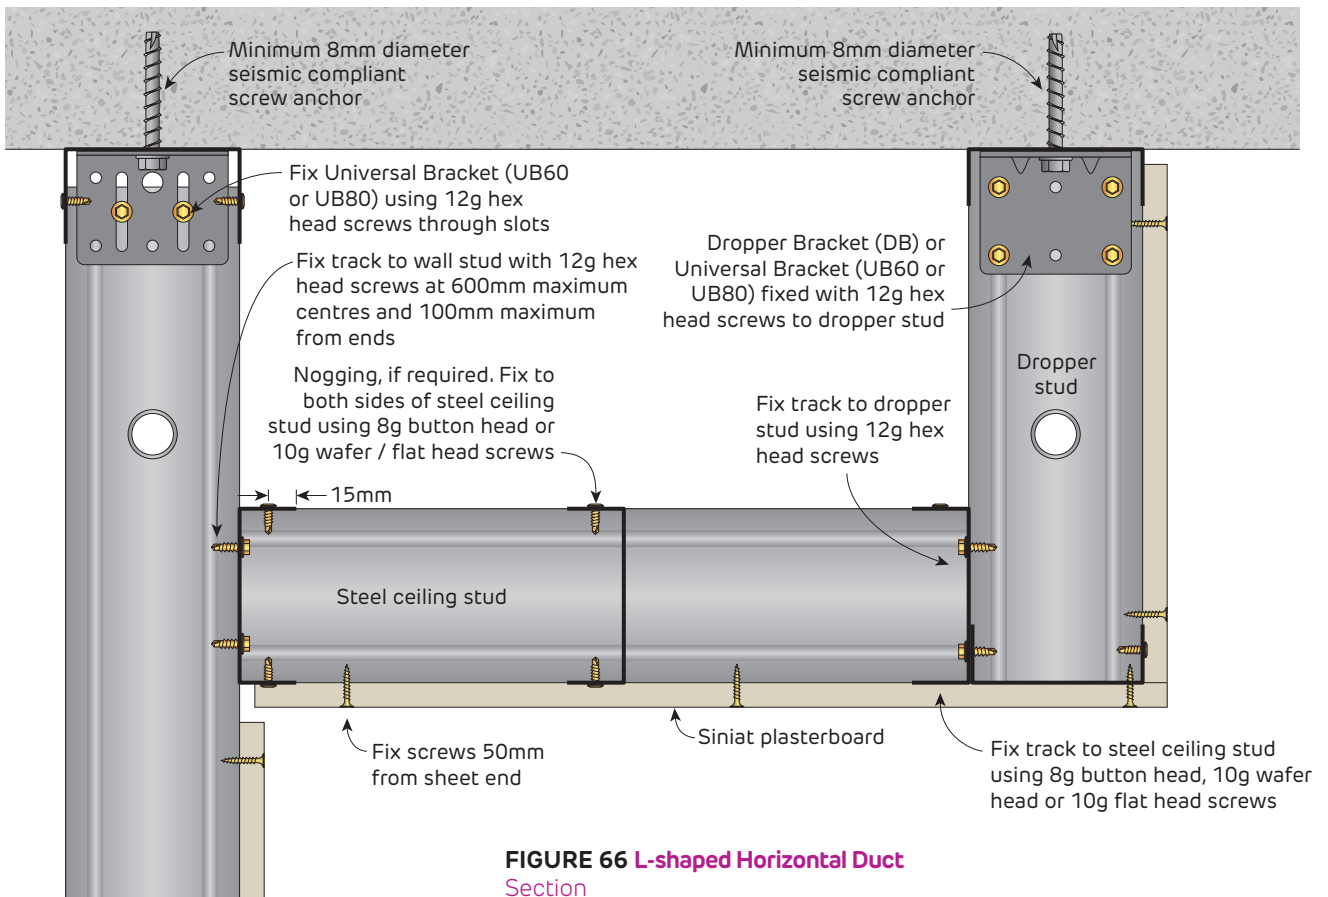 Minimum 8mm diameter
seismic compliant
screw anchor
Minimum 8mm diameter
seismic compliant
screw anchor
Fix Universal Bracket (UB60
or UB80) using 12g hex
head screws through slots
Fix track to wall stud with 12g hex
head screws at 600mm maximum
centres and 100mm maximum
from ends
Dropper Bracket (DB) or
Universal Bracket (UB60 or
UB80) fixed with 12g hex
head screws to dropper stud
Nogging, if required. Fix to
both sides of steel ceiling
stud using 8g button head or
10g wafer / flat head screws
Dropper
stud
Fix track to dropper
stud using 12g hex
head screws
15mm
Steel ceiling stud
Fix screws 50mm
from sheet end
Siniat plasterboard
Fix track to steel ceiling stud
using 8g button head, 10g wafer
head or 10g flat head screws
FIGURE 66 L-shaped Horizontal Duct
Section